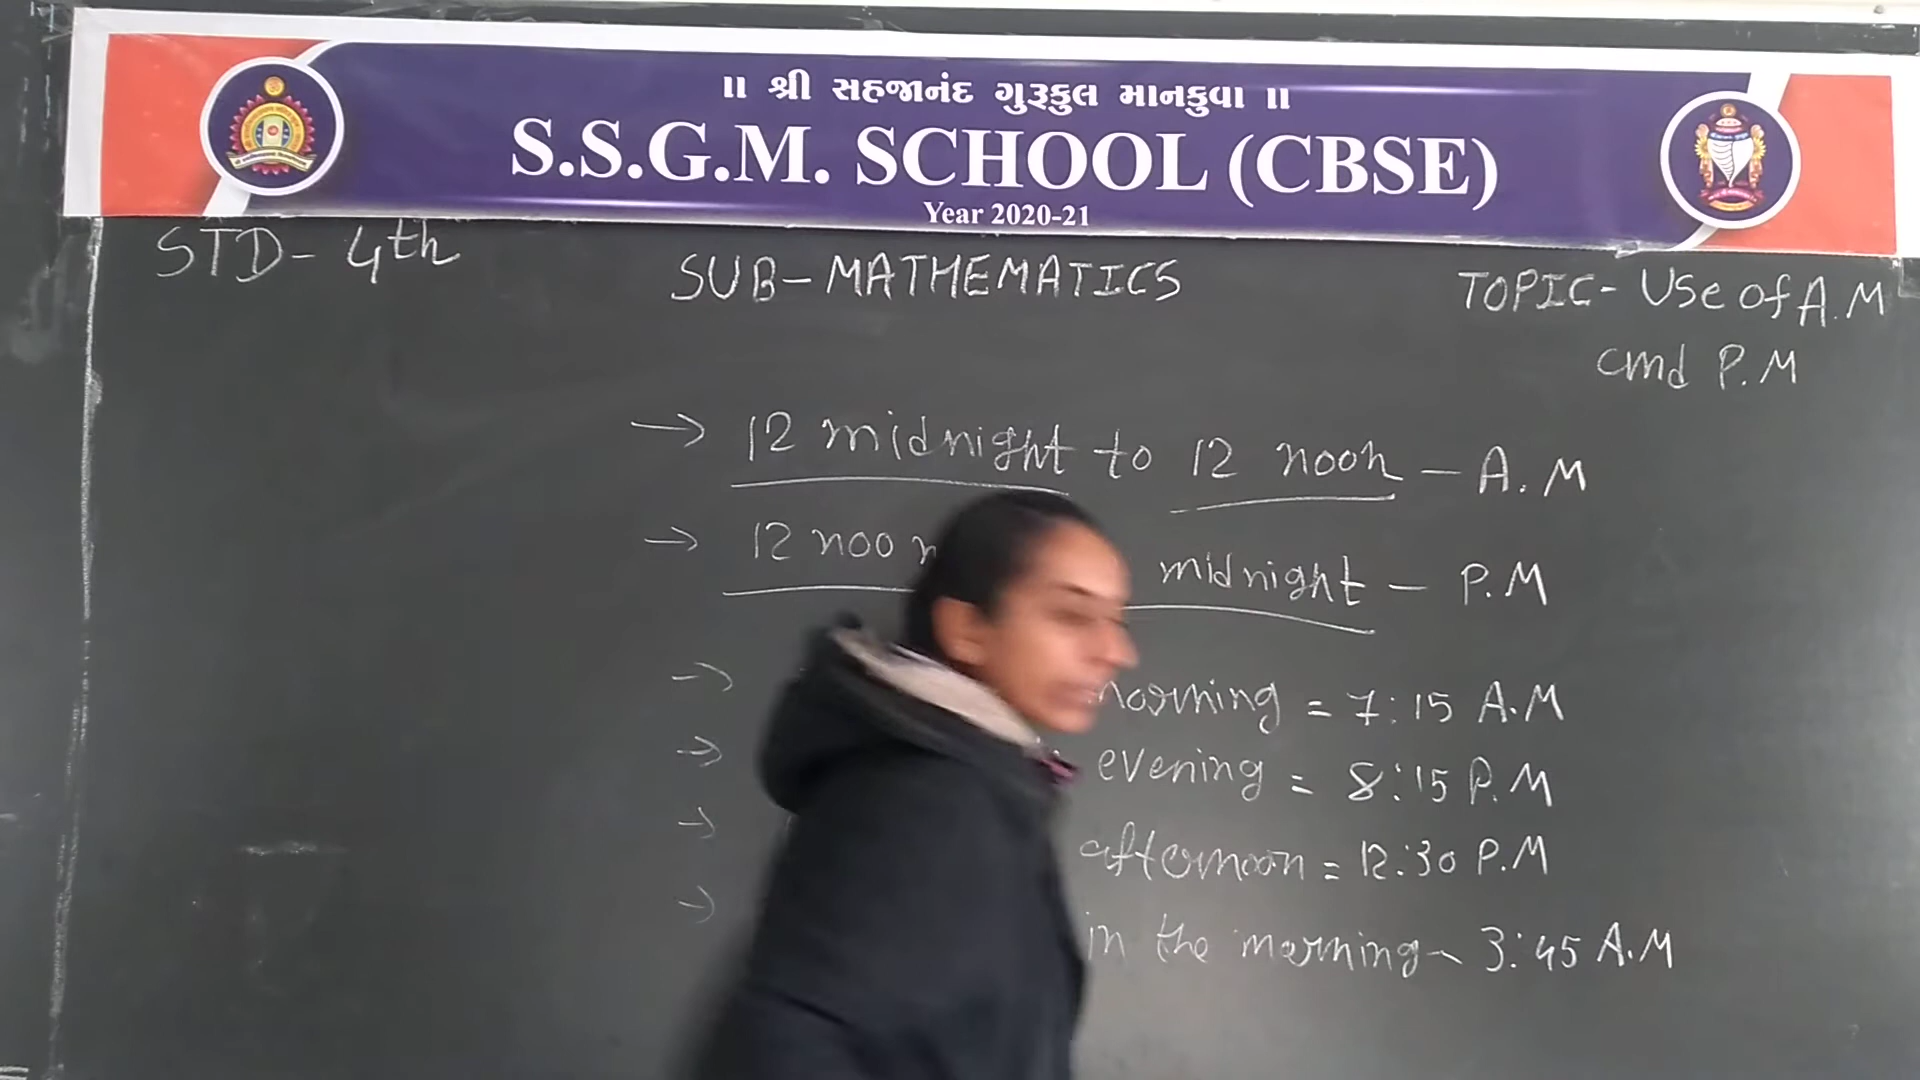 ॥ શ્રી સહજાનંદ ગુરૂકુલ માનકુવા ॥
S.S.G.M. SCHOOL (CBSE)
Year 2020-21
STD- 4th
SUB-MATHEMATICS
TOPIC- Use of A.M
and P.M
→ 12 midnight to 12 noon - A.M
→ 12 noon midnight - P.M
→ morning = 7:15 A.M
→ evening = 8:15 P.M
→ afternoon = 12:30 P.M
→ in the morning - 3:45 A.M